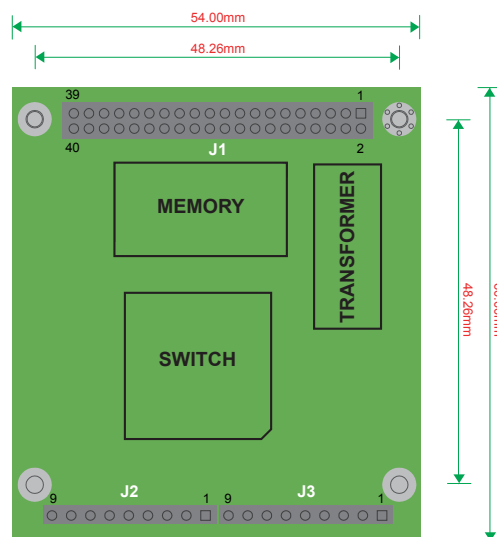 54.00mm
48.26mm
39 1
40 2
J1
MEMORY
TRANSFORMER
48.26mm
SWITCH
J2 J3
9 1 9 1